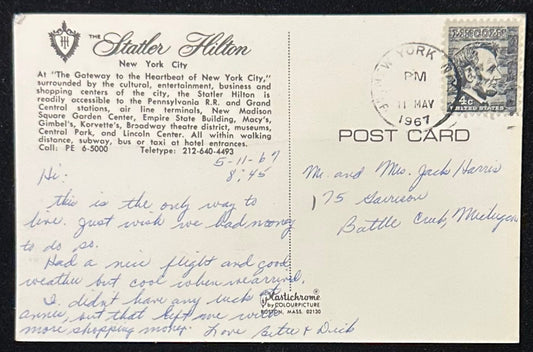 THE Statler Hilton
New York City
At "The Gateway to the Heartbeat of New York City,"
surrounded by the cultural, entertainment, business and
shopping centers of the city, the Statler Hilton is
readily accessible to the Pennsylvania R.R. and Grand
Central stations, air line terminals, New Madison
Square Garden Center, Empire State Building, Macy's,
Gimbel's, Korvette's, Broadway theatre district, museums,
Central Park, and Lincoln Center. All within walking
distance, subway, bus or taxi at hotel entrances.
Call: PE 6-5000 Teletype: 212-640-4493
5-11-67
8:45
Hi:
this is the only way to
live. Just wish we had money
to do so.
Had a nice flight and good
weather but cool when we arrived.
I didn't have any luck at
but that left me with
more shopping money. Love & Dick
Plastichrome
by COLOURPICTURE
BOSTON, MASS. 02130
NEW YORK, N.Y.
PM
11 MAY
1967
LINCOLN
4c
UNITED STATES
POST CARD
Mr. and Mrs. Jack Harris
175 Garrison
Battle Creek, Michigan